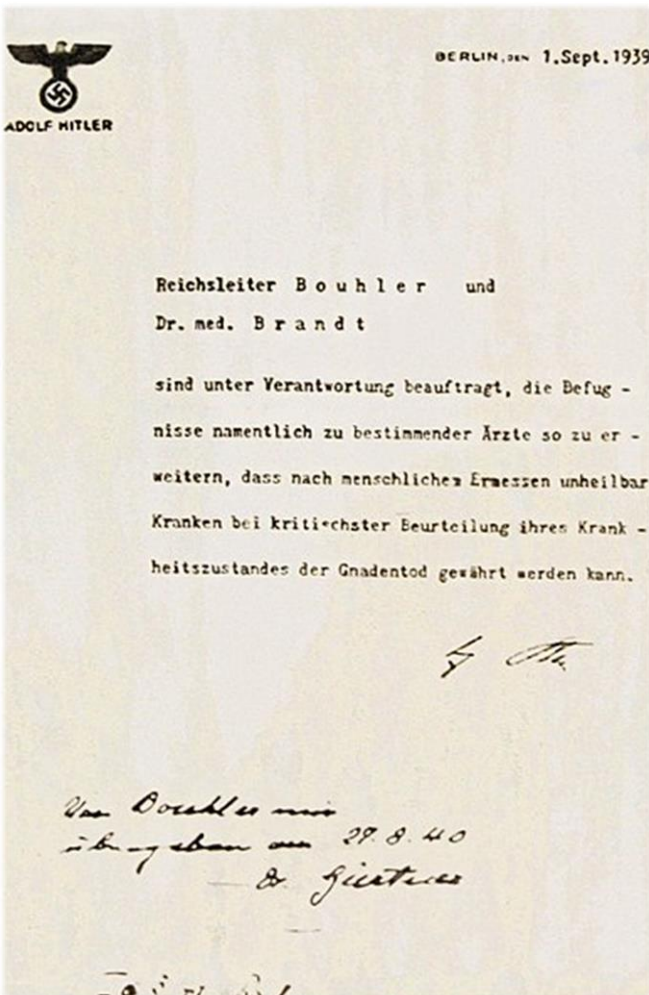 ADOLF HITLER
BERLIN, DEN 1.Sept.1939
Reichsleiter B o u h l e r und
Dr. med. B r a n d t
sind unter Verantwortung beauftragt, die Befug -
nisse namentlich zu bestimmender Ärzte so zu er -
weitern, dass nach menschlichem Ermessen unheilbar
Kranken bei kritischster Beurteilung ihres Krank -
heitszustandes der Gnadentod gewährt werden kann.
Von Bouhler mir
übergeben am 27.8.40
Dr. Gürtner